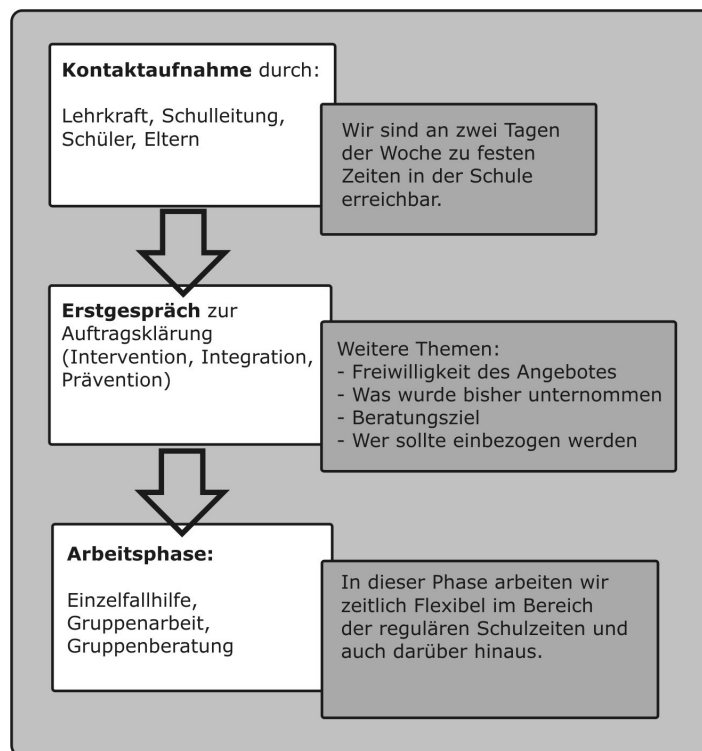 Kontaktaufnahme durch:
Lehrkraft, Schulleitung,
Schüler, Eltern
Wir sind an zwei Tagen
der Woche zu festen
Zeiten in der Schule
erreichbar.
Erstgespräch zur
Auftragsklärung
(Intervention, Integration,
Prävention)
Weitere Themen:
- Freiwilligkeit des Angebotes
- Was wurde bisher unternommen
- Beratungsziel
- Wer sollte einbezogen werden
Arbeitsphase:
Einzelfallhilfe,
Gruppenarbeit,
Gruppenberatung
In dieser Phase arbeiten wir
zeitlich Flexibel im Bereich
der regulären Schulzeiten und
auch darüber hinaus.